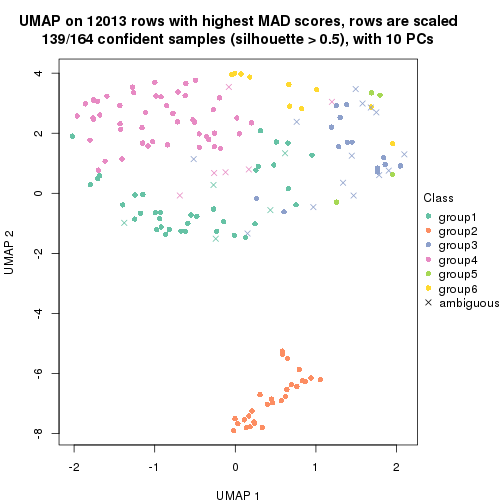 UMAP on 12013 rows with highest MAD scores, rows are scaled
139/164 confident samples (silhouette > 0.5), with 10 PCs
UMAP 2
4
2
0
-2
-4
-6
-8
-2
-1
0
1
2
UMAP 1
Class
group1
group2
group3
group4
group5
group6
ambiguous